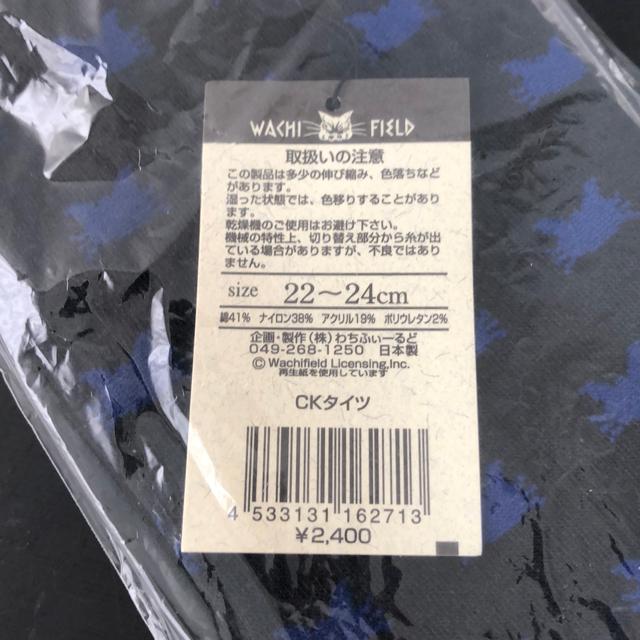 WACHI FIELD
取扱いの注意
この製品は多少の伸び縮み、色落ちなど
があります。
湿った状態では、色移りすることがあり
ます。
乾燥機のご使用はお避け下さい。
機械の特性上、切り替え部分から糸が出
ている場合がありますが、不良ではあり
ません。
size 22〜24cm
綿41% ナイロン38% アクリル19% ポリウレタン2%
企画・製作(株)わちふぃーるど
049-268-1250 日本製
© Wachifield Licensing,Inc.
再生紙を使用しています
CKタイツ
4 533131 162713
¥2,400